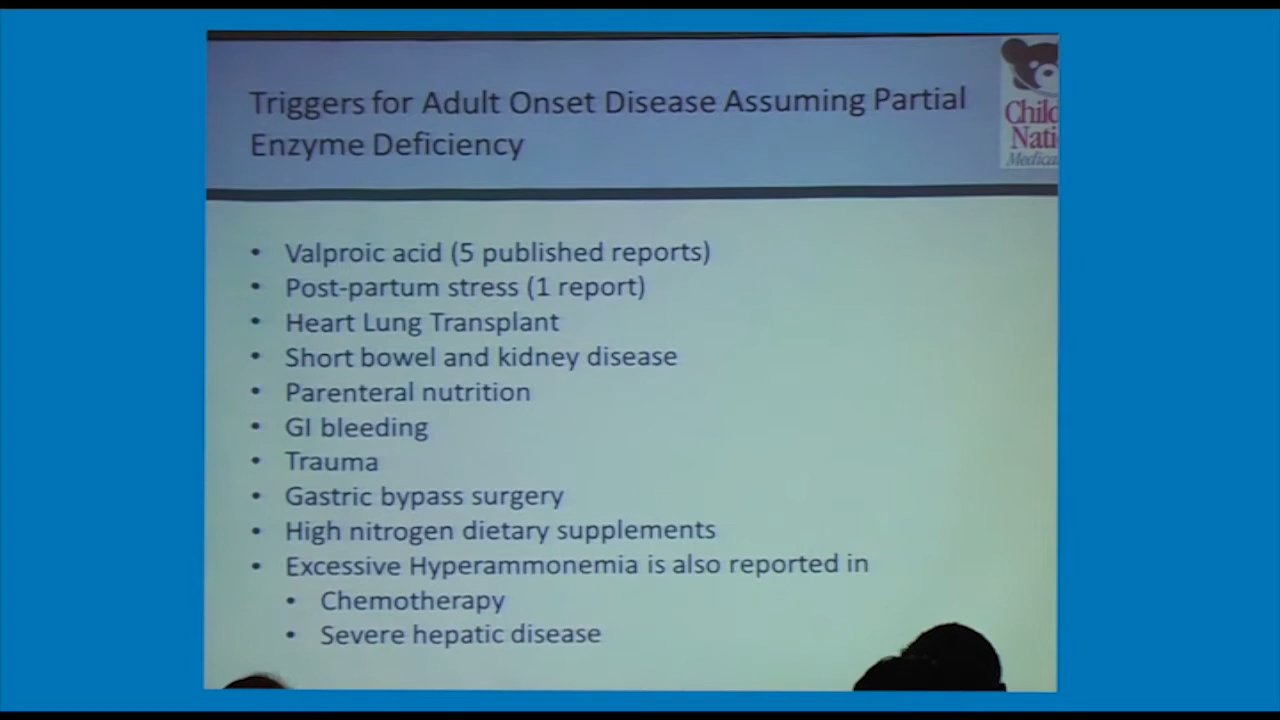 Triggers for Adult Onset Disease Assuming Partial
Enzyme Deficiency
• Valproic acid (5 published reports)
• Post-partum stress (1 report)
• Heart Lung Transplant
• Short bowel and kidney disease
• Parenteral nutrition
• GI bleeding
• Trauma
• Gastric bypass surgery
• High nitrogen dietary supplements
• Excessive Hyperammonemia is also reported in
• Chemotherapy
• Severe hepatic disease